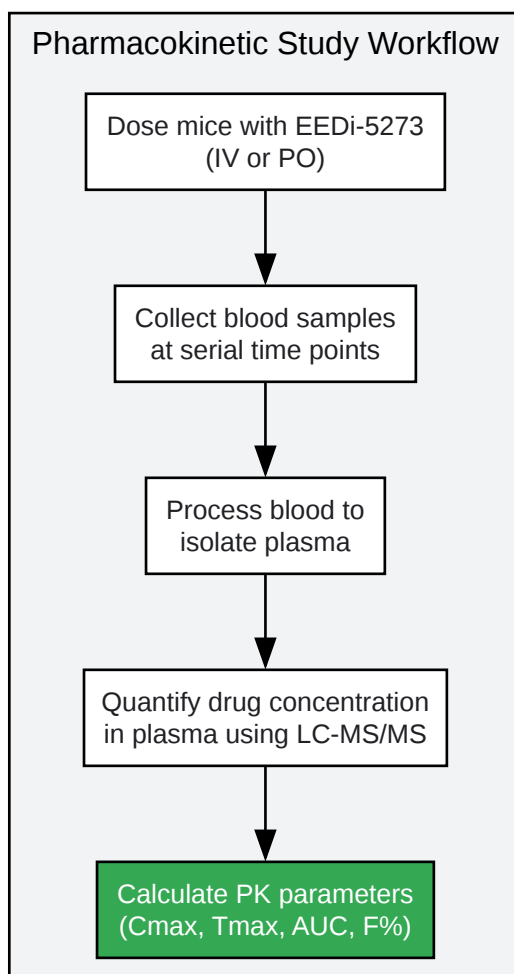 Pharmacokinetic Study Workflow
Dose mice with EEDi-5273
(IV or PO)
Collect blood samples
at serial time points
Process blood to
isolate plasma
Quantify drug concentration
in plasma using LC-MS/MS
Calculate PK parameters
(Cmax, Tmax, AUC, F%)